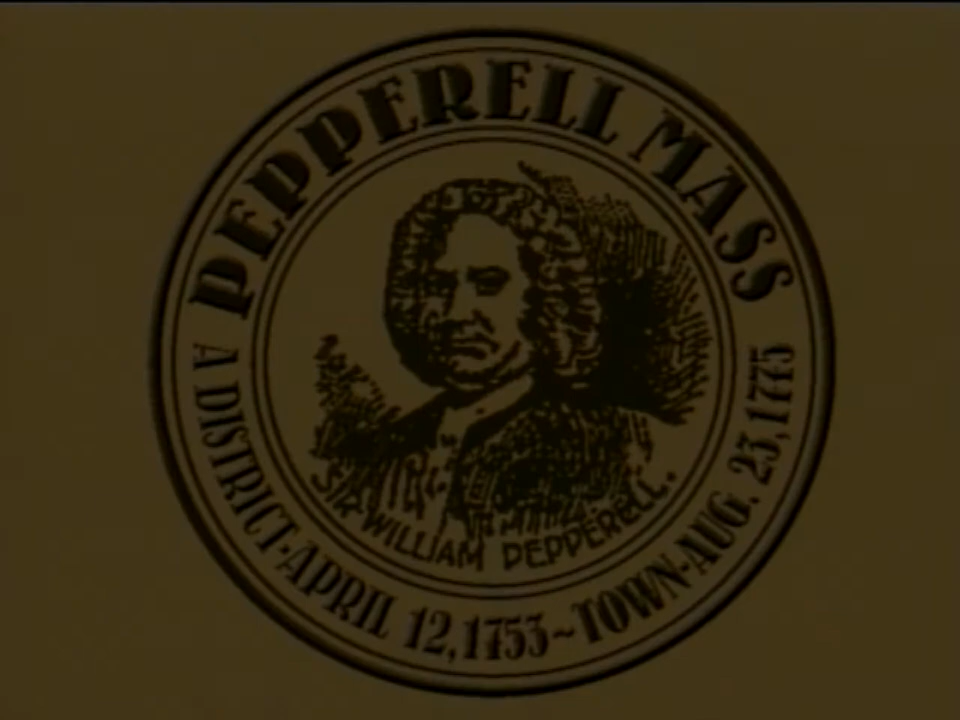 PEPPERELL MASS
A DISTRICT·APRIL 12,1753~TOWN·AUG. 23,1775
SIR WILLIAM PEPPERELL.